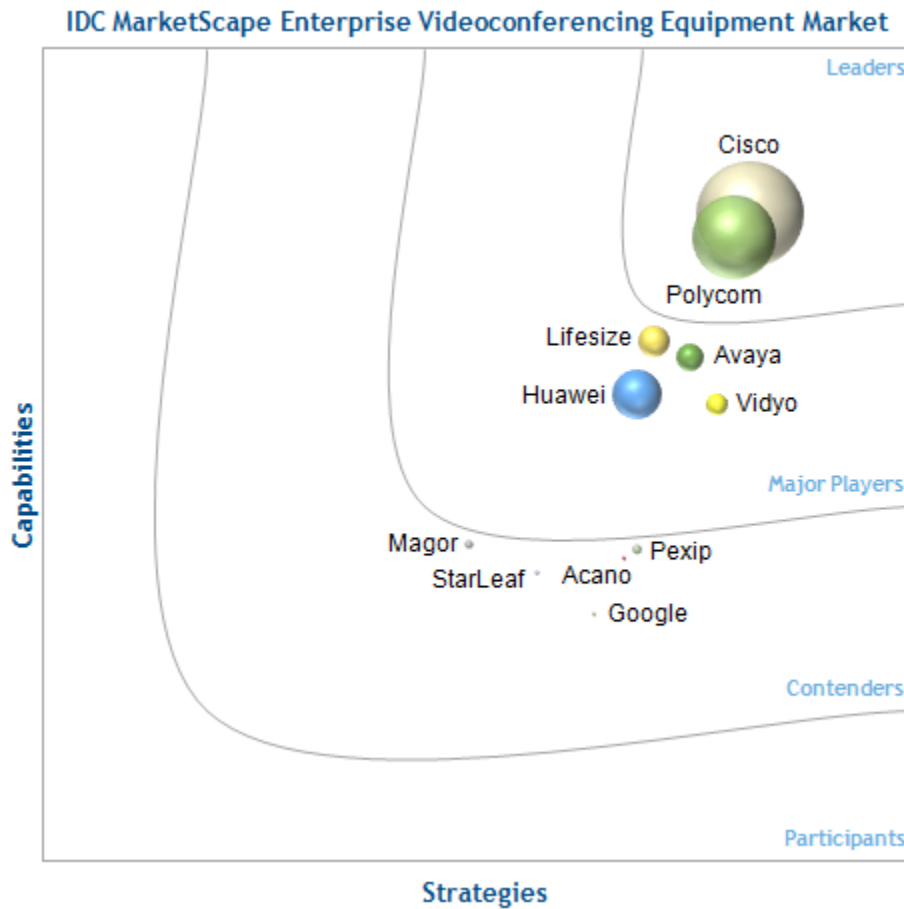 IDC MarketScape Enterprise Videoconferencing Equipment Market
Leaders
Cisco
Polycom
Lifesize
Avaya
Huawei
Vidyo
Capabilities
Major Players
Magor
Pexip
StarLeaf
Acano
Google
Contenders
Participants
Strategies